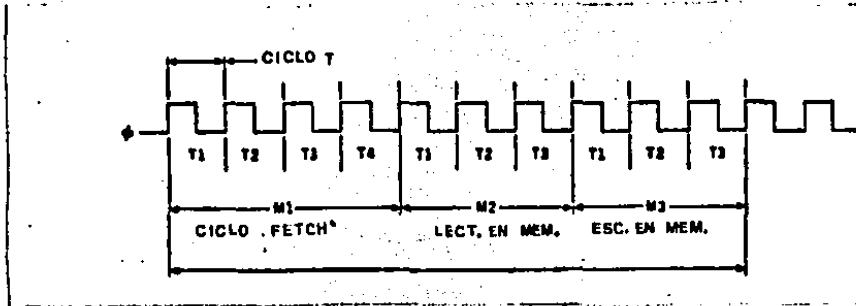 CICLO T
ɸ
T1 T2 T3 T4 T1 T2 T3 T1 T2 T3
M1 M2 M3
CICLO .FETCH" LECT. EN MEM. ESC. EN MEM.